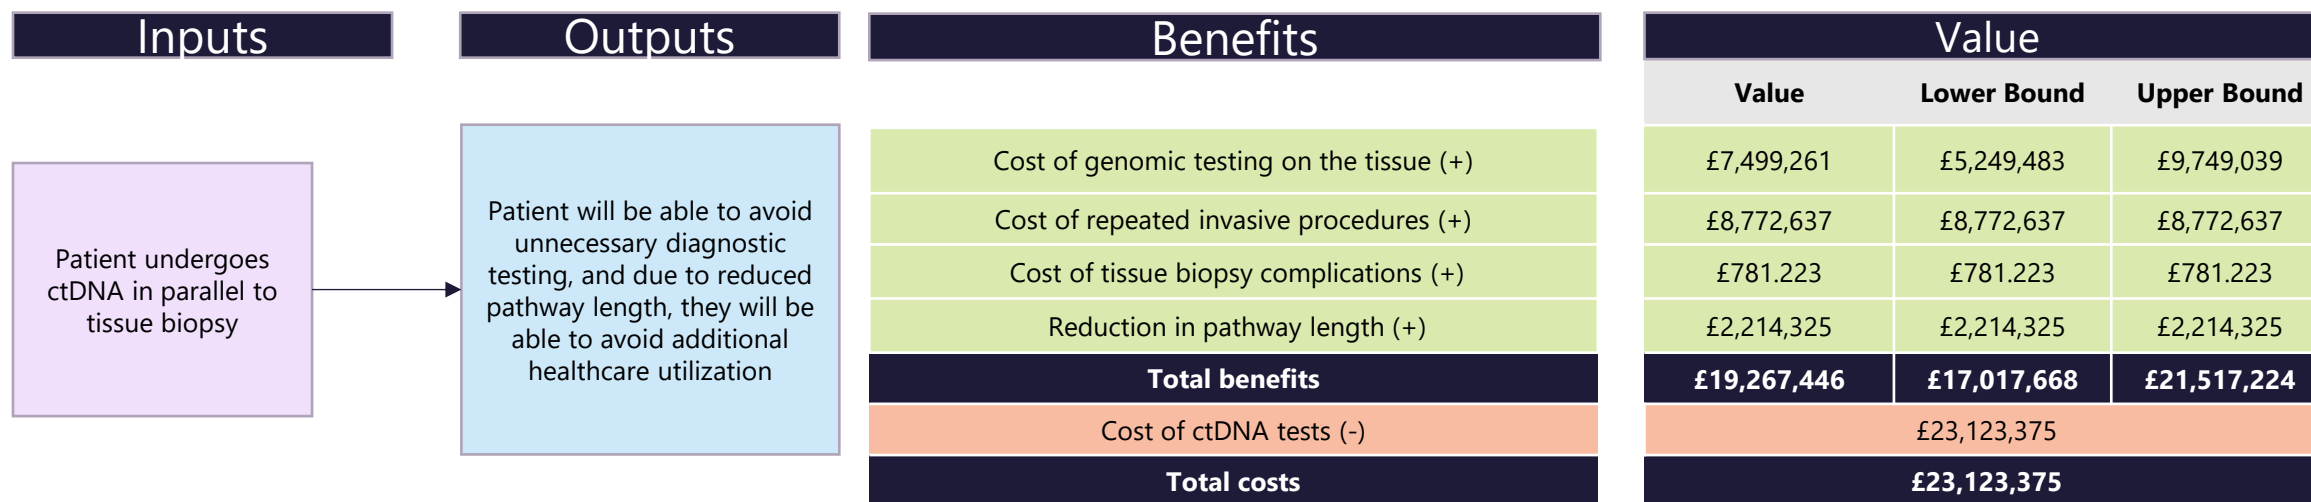 Inputs
Outputs
Benefits
Value
Value Lower Bound Upper Bound
Patient undergoes
ctDNA in parallel to
tissue biopsy
Patient will be able to avoid
unnecessary diagnostic
testing, and due to reduced
pathway length, they will be
able to avoid additional
healthcare utilization
Cost of genomic testing on the tissue (+) £7,499,261 £5,249,483 £9,749,039
Cost of repeated invasive procedures (+) £8,772,637 £8,772,637 £8,772,637
Cost of tissue biopsy complications (+) £781.223 £781.223 £781.223
Reduction in pathway length (+) £2,214,325 £2,214,325 £2,214,325
Total benefits £19,267,446 £17,017,668 £21,517,224
Cost of ctDNA tests (-) £23,123,375
Total costs £23,123,375